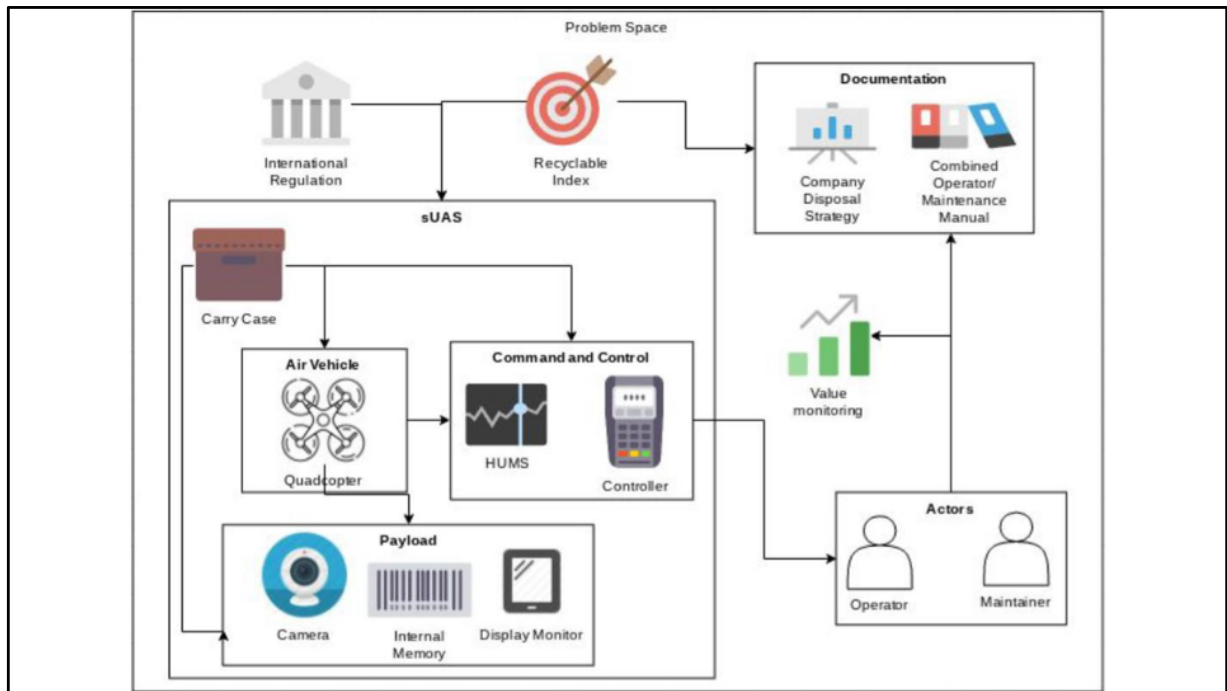 Problem Space
International
Regulation
Recyclable
Index
Documentation
Company
Disposal
Strategy
Combined
Operator/
Maintenance
Manual
sUAS
Carry Case
Air Vehicle
Quadcopter
Command and Control
HUMS
Controller
Value
monitoring
Payload
Camera
Internal
Memory
Display Monitor
Actors
Operator
Maintainer